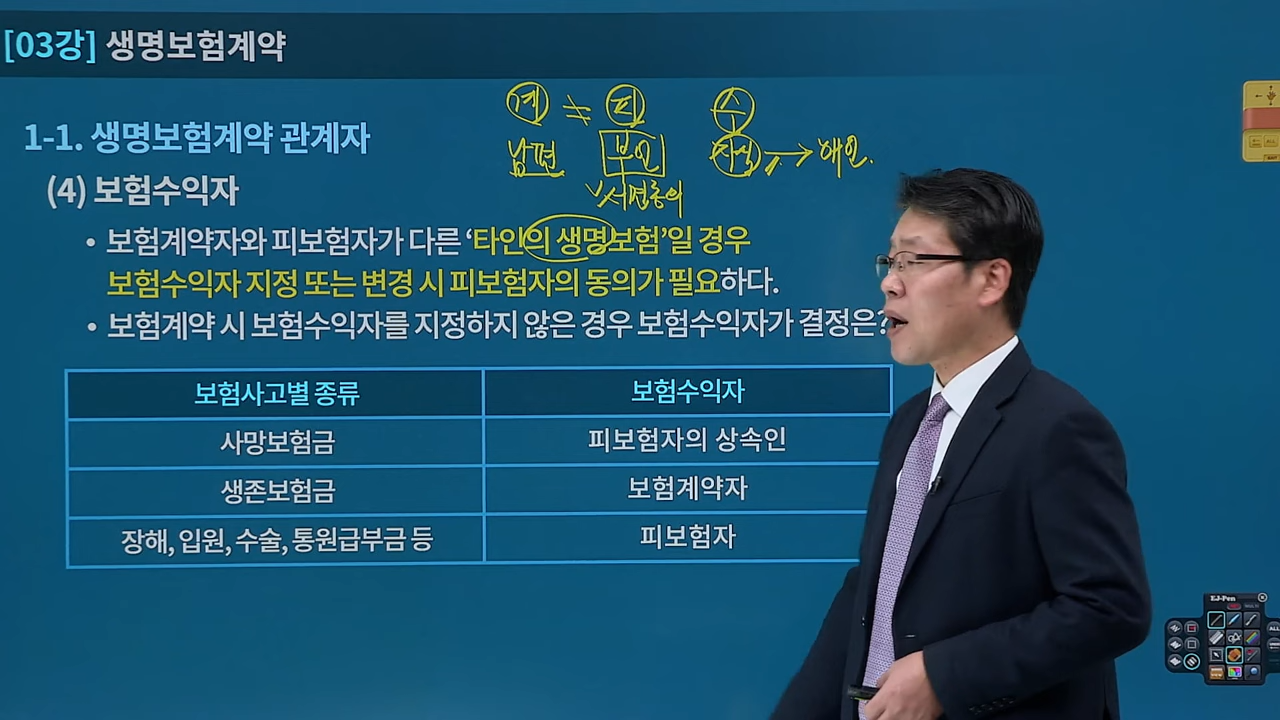 [03강] 생명보험계약
계 ≠ 피 수
남편 부인 자식 → 애인.
서면동의
1-1. 생명보험계약 관계자
(4) 보험수익자
• 보험계약자와 피보험자가 다른 ‘타인의 생명보험’일 경우
보험수익자 지정 또는 변경 시 피보험자의 동의가 필요하다.
• 보험계약 시 보험수익자를 지정하지 않은 경우 보험수익자가 결정은?
보험사고별 종류 보험수익자
사망보험금 피보험자의 상속인
생존보험금 보험계약자
장해, 입원, 수술, 통원급부금 등 피보험자
EJ-Pen